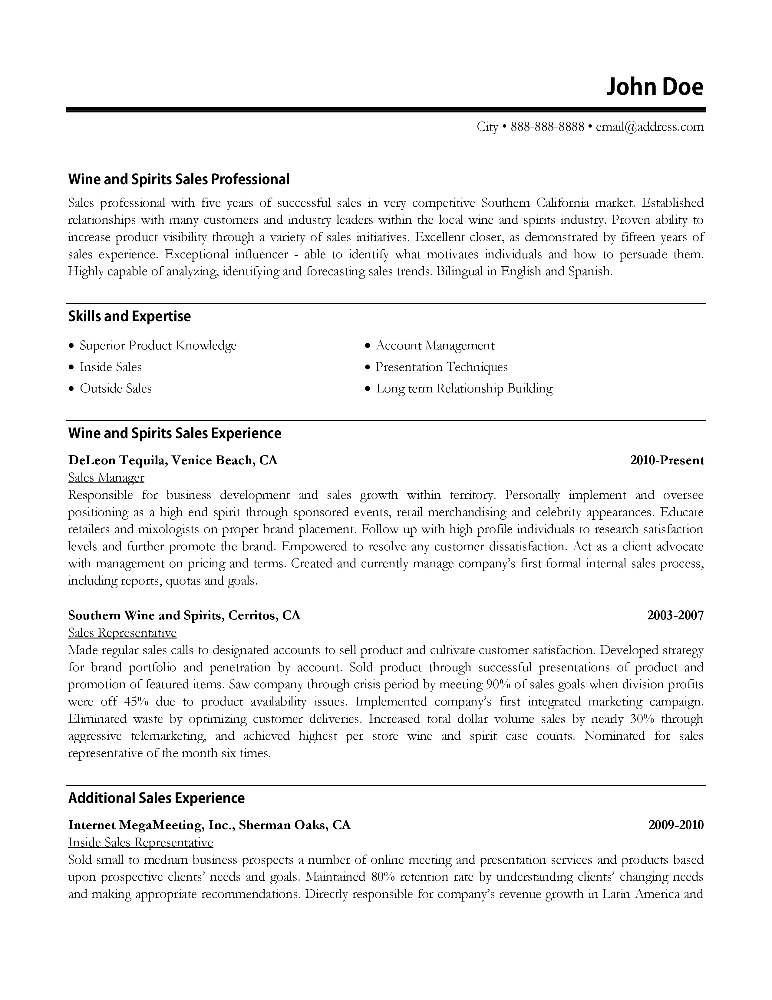 John Doe
City • 888-888-8888 • email@address.com
Wine and Spirits Sales Professional
Sales professional with five years of successful sales in very competitive Southern California market. Established
relationships with many customers and industry leaders within the local wine and spirits industry. Proven ability to
increase product visibility through a variety of sales initiatives. Excellent closer, as demonstrated by fifteen years of
sales experience. Exceptional influencer - able to identify what motivates individuals and how to persuade them.
Highly capable of analyzing, identifying and forecasting sales trends. Bilingual in English and Spanish.
Skills and Expertise
• Superior Product Knowledge
• Inside Sales
• Outside Sales
• Account Management
• Presentation Techniques
• Long term Relationship Building
Wine and Spirits Sales Experience
DeLeon Tequila, Venice Beach, CA 2010-Present
Sales Manager
Responsible for business development and sales growth within territory. Personally implement and oversee
positioning as a high end spirit through sponsored events, retail merchandising and celebrity appearances. Educate
retailers and mixologists on proper brand placement. Follow up with high profile individuals to research satisfaction
levels and further promote the brand. Empowered to resolve any customer dissatisfaction. Act as a client advocate
with management on pricing and terms. Created and currently manage company's first formal internal sales process,
including reports, quotas and goals.
Southern Wine and Spirits, Cerritos, CA 2003-2007
Sales Representative
Made regular sales calls to designated accounts to sell product and cultivate customer satisfaction. Developed strategy
for brand portfolio and penetration by account. Sold product through successful presentations of product and
promotion of featured items. Saw company through crisis period by meeting 90% of sales goals when division profits
were off 45% due to product availability issues. Implemented company's first integrated marketing campaign.
Eliminated waste by optimizing customer deliveries. Increased total dollar volume sales by nearly 30% through
aggressive telemarketing, and achieved highest per store wine and spirit case counts. Nominated for sales
representative of the month six times.
Additional Sales Experience
Internet MegaMeeting, Inc., Sherman Oaks, CA 2009-2010
Inside Sales Representative
Sold small to medium business prospects a number of online meeting and presentation services and products based
upon prospective clients' needs and goals. Maintained 80% retention rate by understanding clients' changing needs
and making appropriate recommendations. Directly responsible for company's revenue growth in Latin America and